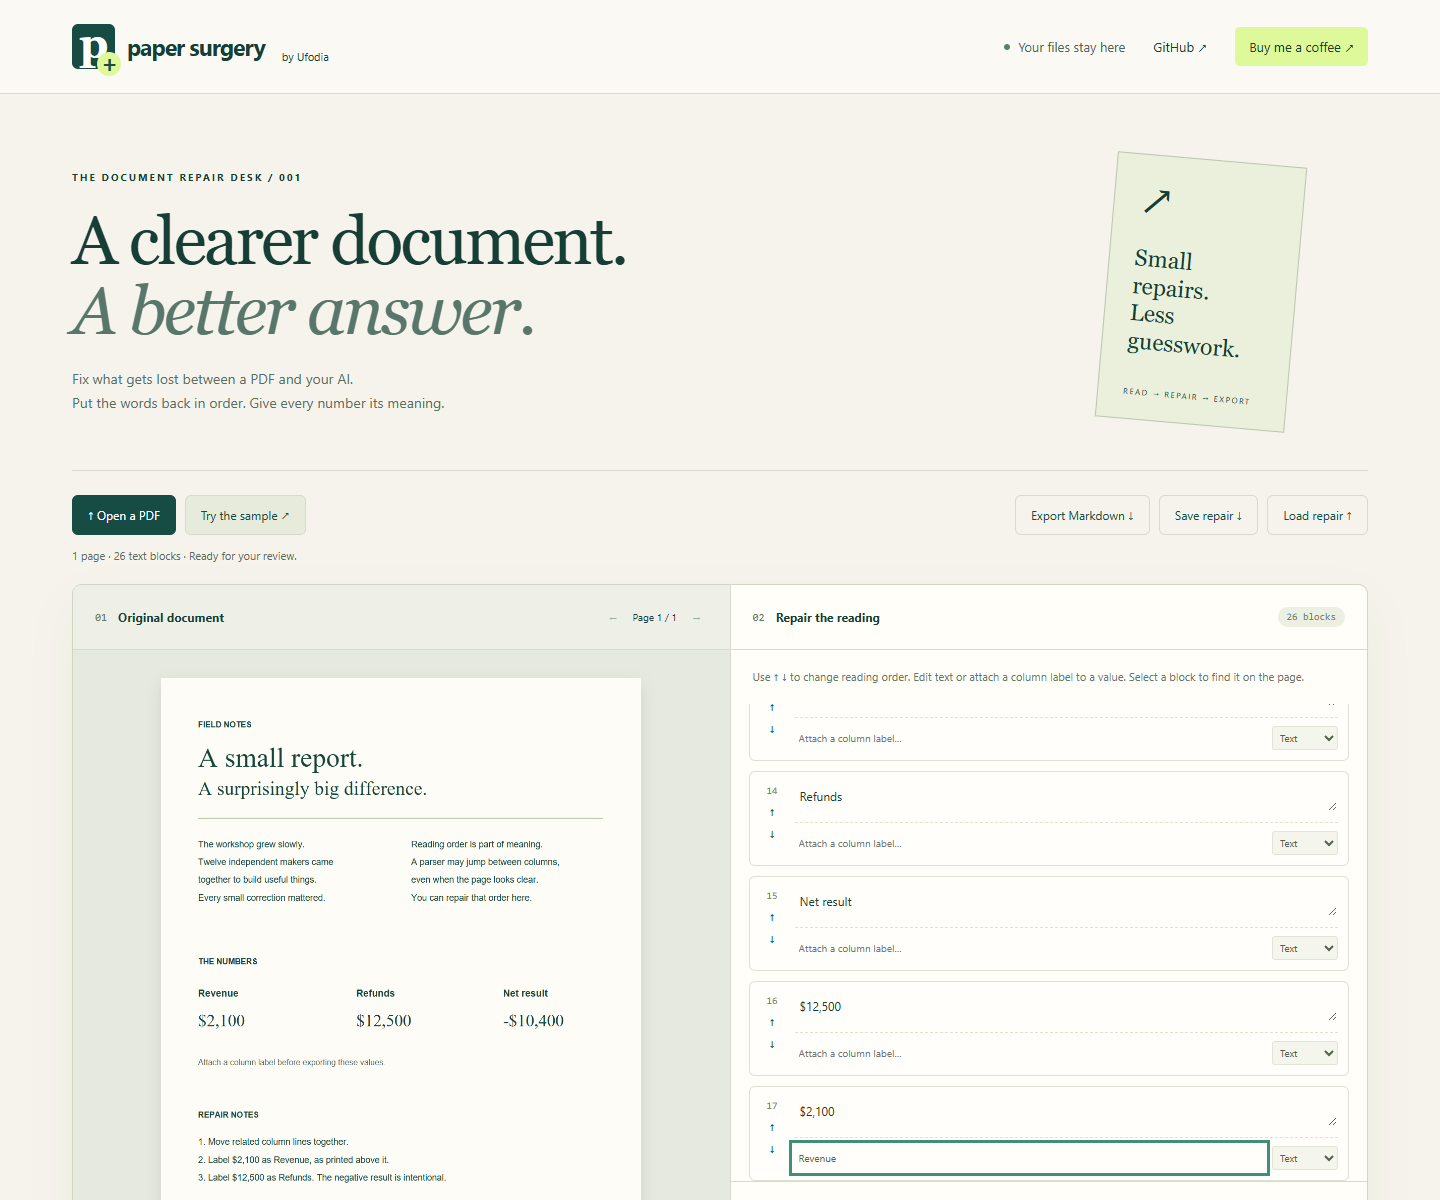 p+ paper surgery by Ufodia
Your files stay here
GitHub ↗
Buy me a coffee ↗
THE DOCUMENT REPAIR DESK / 001
A clearer document.
A better answer.
Fix what gets lost between a PDF and your AI.
Put the words back in order. Give every number its meaning.
↗
Small
repairs.
Less
guesswork.
READ → REPAIR → EXPORT
↑ Open a PDF
Try the sample ↗
Export Markdown ↓
Save repair ↓
Load repair ↑
1 page · 26 text blocks · Ready for your review.
01 Original document
← Page 1 / 1 →
FIELD NOTES
A small report.
A surprisingly big difference.
The workshop grew slowly.
Twelve independent makers came
together to build useful things.
Every small correction mattered.
Reading order is part of meaning.
A parser may jump between columns,
even when the page looks clear.
You can repair that order here.
THE NUMBERS
Revenue Refunds Net result
$2,100 $12,500 -$10,400
Attach a column label before exporting these values.
REPAIR NOTES
1. Move related column lines together.
2. Label $2,100 as Revenue, as printed above it.
3. Label $12,500 as Refunds. The negative result is intentional.
02 Repair the reading
26 blocks
Use ↑ ↓ to change reading order. Edit text or attach a column label to a value. Select a block to find it on the page.
↑
↓
Attach a column label...
Text
14
Refunds
↑
↓
Attach a column label...
Text
15
Net result
↑
↓
Attach a column label...
Text
16
$12,500
↑
↓
Attach a column label...
Text
17
$2,100
↑
↓
Revenue
Text